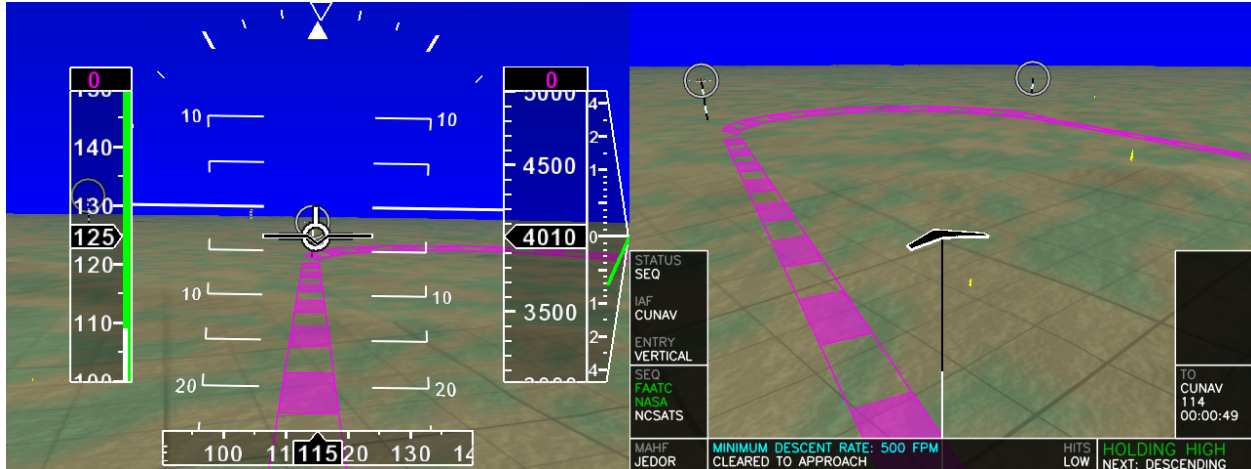 0
0
150
140
130
125
120
110
100
10
10
10
10
20
20
5000
4500
4010
3500
4
2
1
0
1
2
4
E
100
115
120
130
STATUS
SEQ
IAF
CUNAV
ENTRY
VERTICAL
SEQ
FAATC
NASA
NCSATS
MAHF
JEDOR
MINIMUM DESCENT RATE: 500 FPM
CLEARED TO APPROACH
HITS
LOW
TO
CUNAV
114
00:00:49
HOLDING HIGH
NEXT: DESCENDING